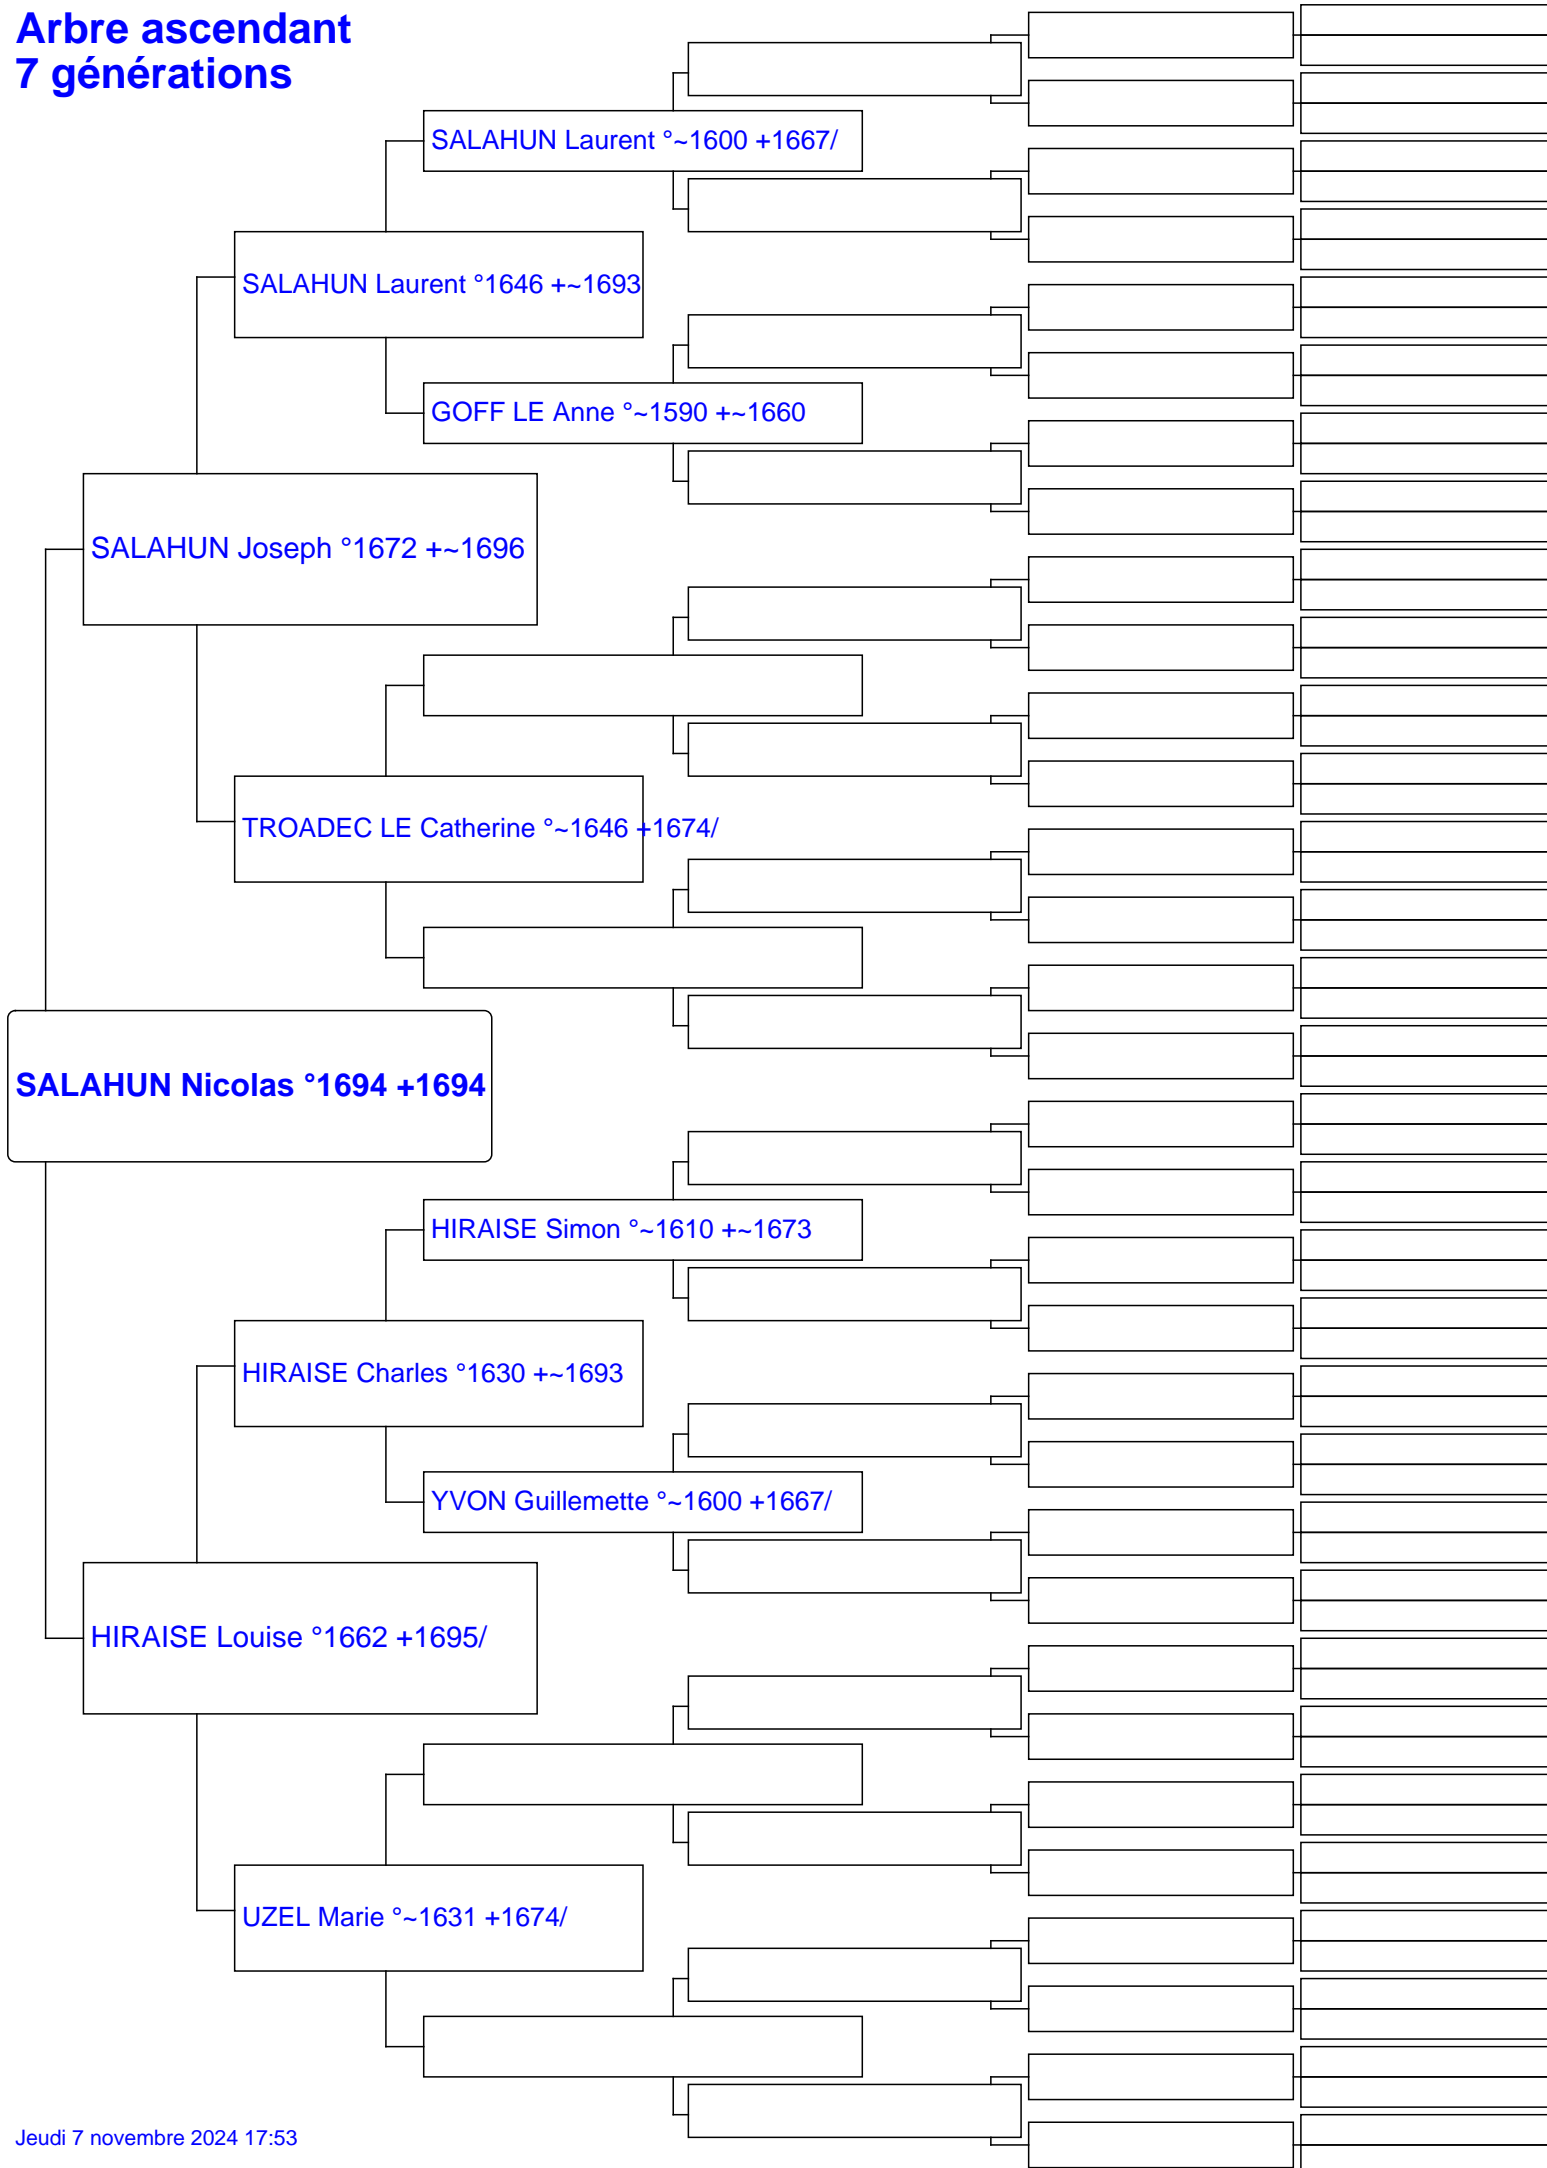 Arbre ascendant
7 générations
SALAHUN Laurent °~1600 +1667/
SALAHUN Laurent °1646 +~1693
GOFF LE Anne °~1590 +~1660
SALAHUN Joseph °1672 +~1696
TROADEC LE Catherine °~1646 +1674/
SALAHUN Nicolas °1694 +1694
HIRAISE Simon °~1610 +~1673
HIRAISE Charles °1630 +~1693
YVON Guillemette °~1600 +1667/
HIRAISE Louise °1662 +1695/
UZEL Marie °~1631 +1674/
Jeudi 7 novembre 2024 17:53